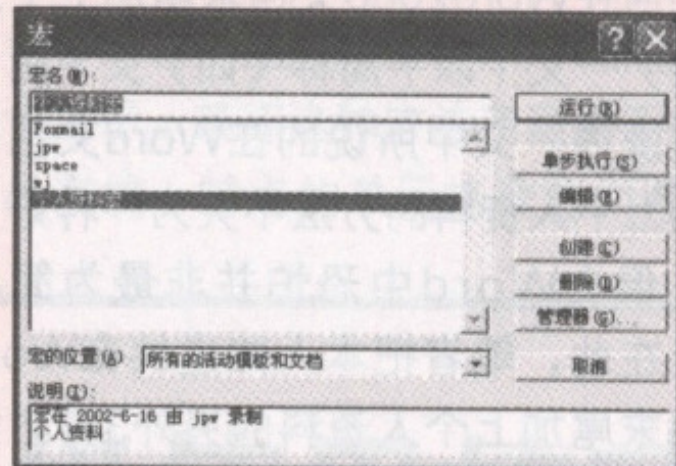 宏
宏名(M):
运行(R)
Foxmail
jpw
space
wj
单步执行(S)
编辑(E)
创建(C)
删除(D)
管理器(G)...
宏的位置(A) 所有的活动模板和文档
取消
说明(I):
宏在 2002-6-16 由 jpw 录制
个人资料